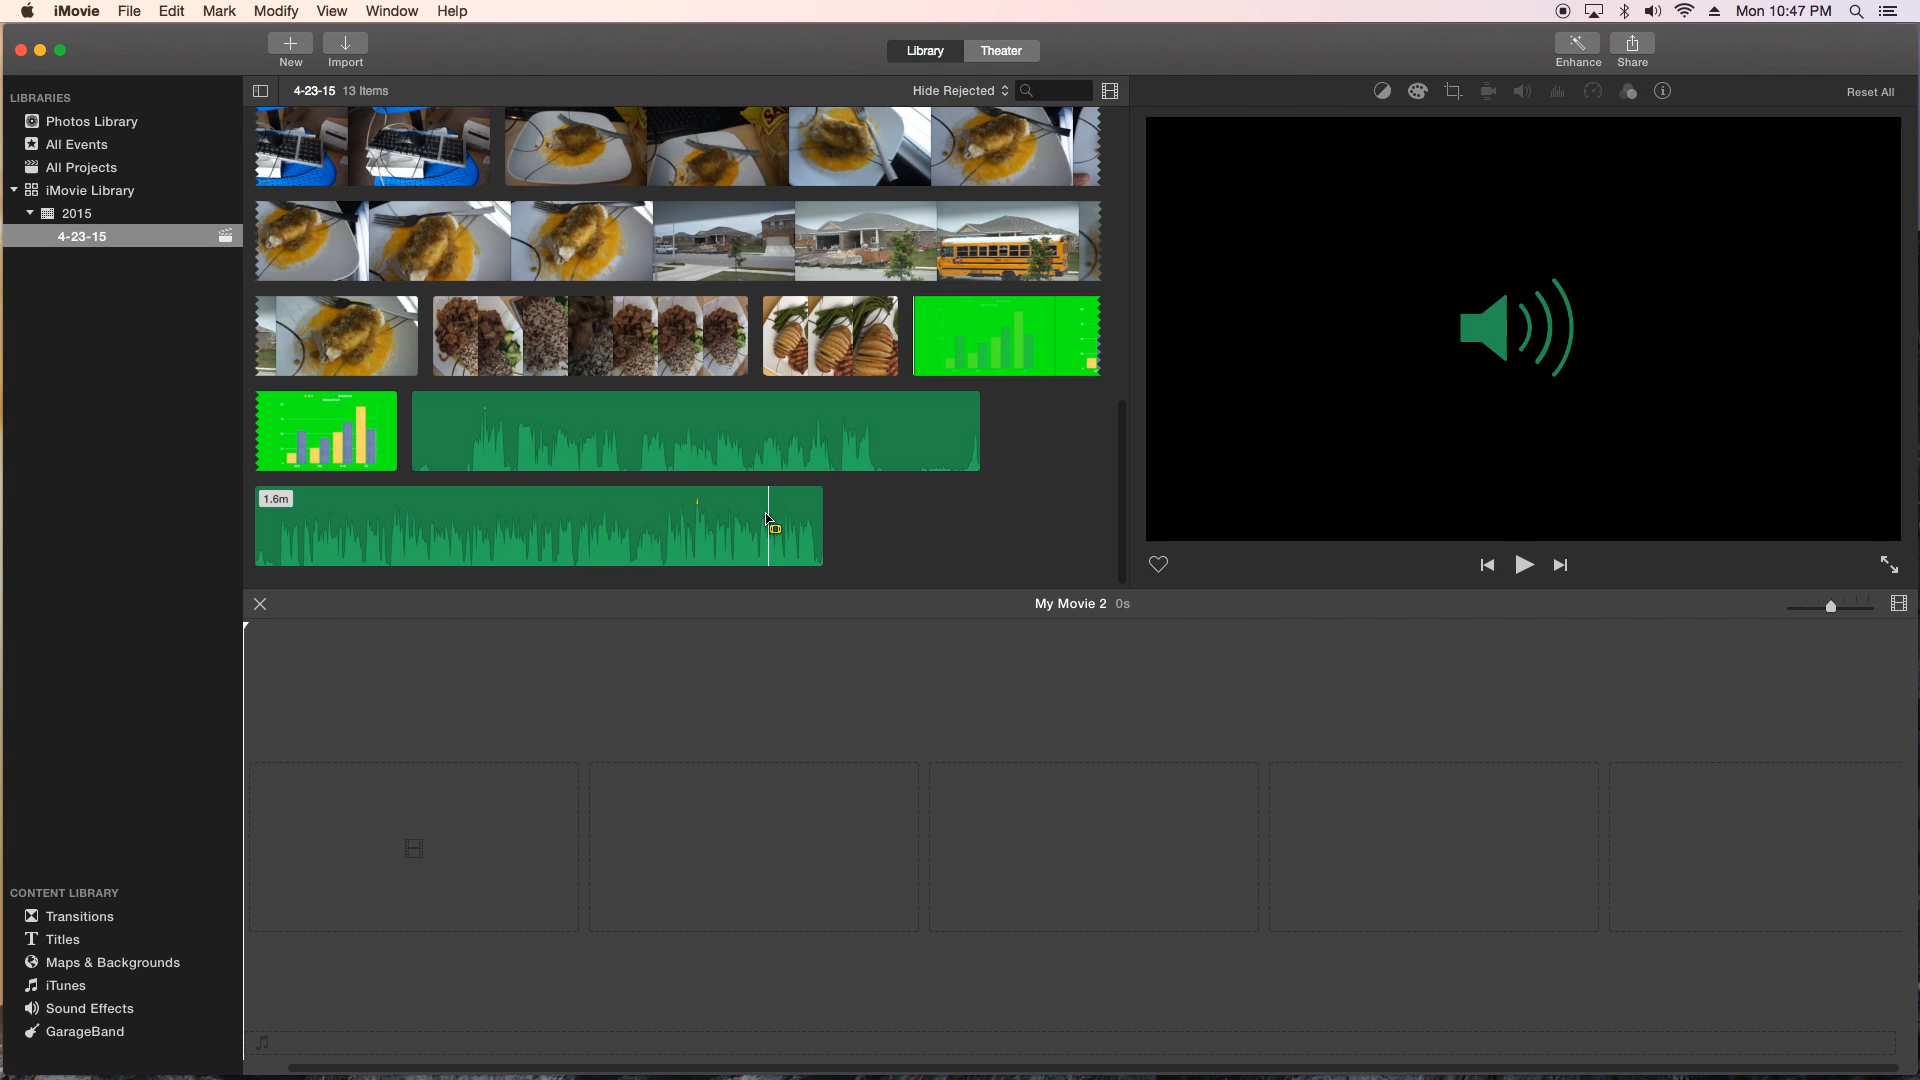 iMovie File Edit Mark Modify View Window Help
Mon 10:47 PM
New
Import
Library
Theater
Enhance
Share
LIBRARIES
Photos Library
All Events
All Projects
iMovie Library
2015
4-23-15
4-23-15 13 Items
Hide Rejected
Reset All
1.6m
My Movie 2 0s
CONTENT LIBRARY
Transitions
Titles
Maps & Backgrounds
iTunes
Sound Effects
GarageBand